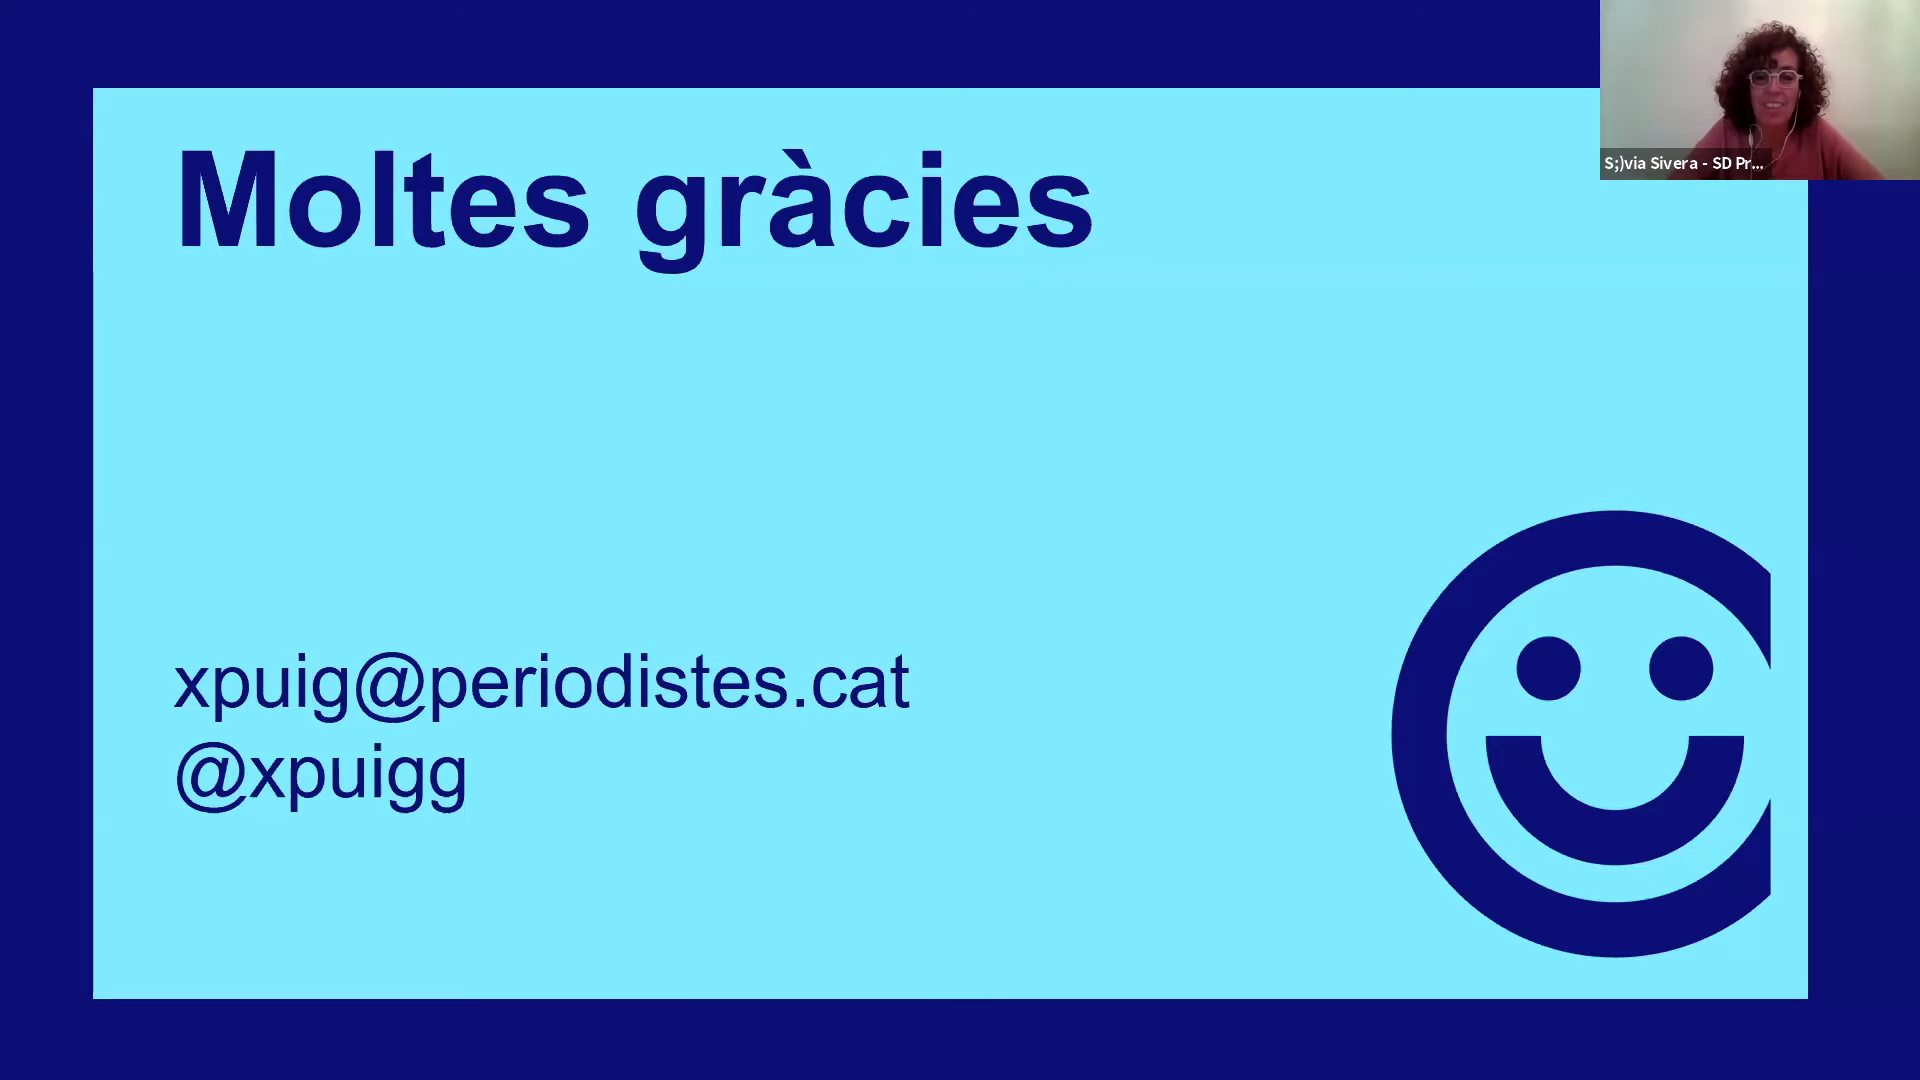 Moltes gràcies
S;)via Sivera - SD Pr...
xpuig@periodistes.cat
@xpuigg